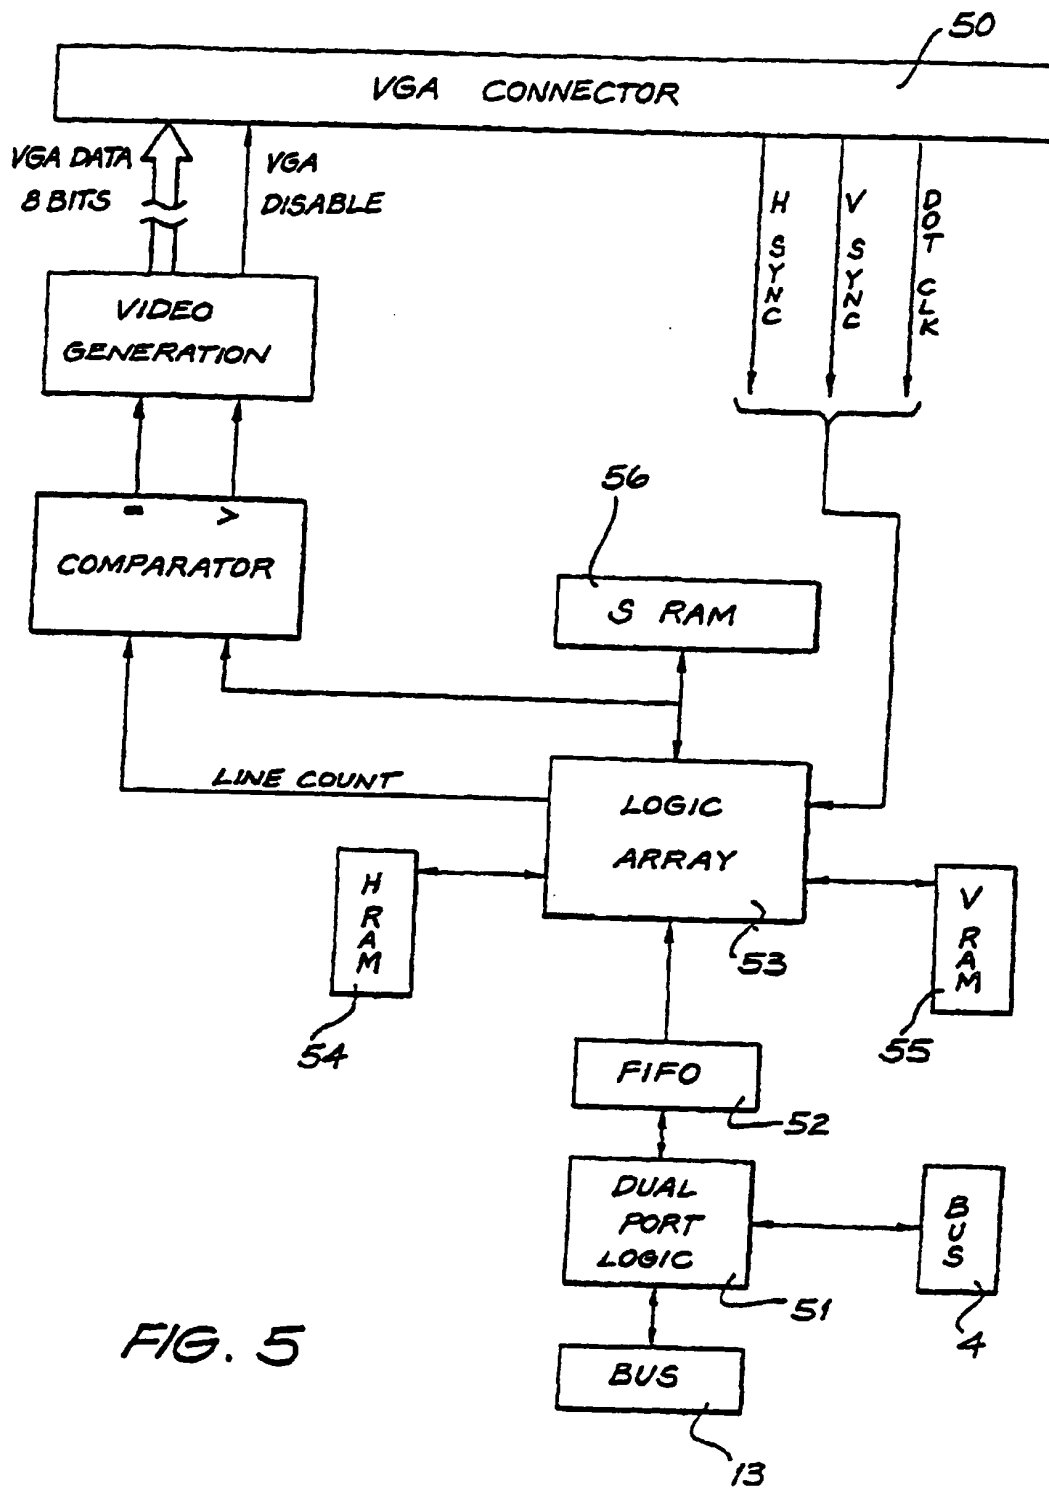 50
VGA CONNECTOR
VGA DATA
8 BITS
VGA
DISABLE
H SYNC
V SYNC
DOT CLK
VIDEO
GENERATION
= >
COMPARATOR
56
S RAM
LINE COUNT
LOGIC
ARRAY
53
H RAM
54
V RAM
55
FIFO
52
DUAL
PORT
LOGIC
51
BUS
4
BUS
13
FIG. 5